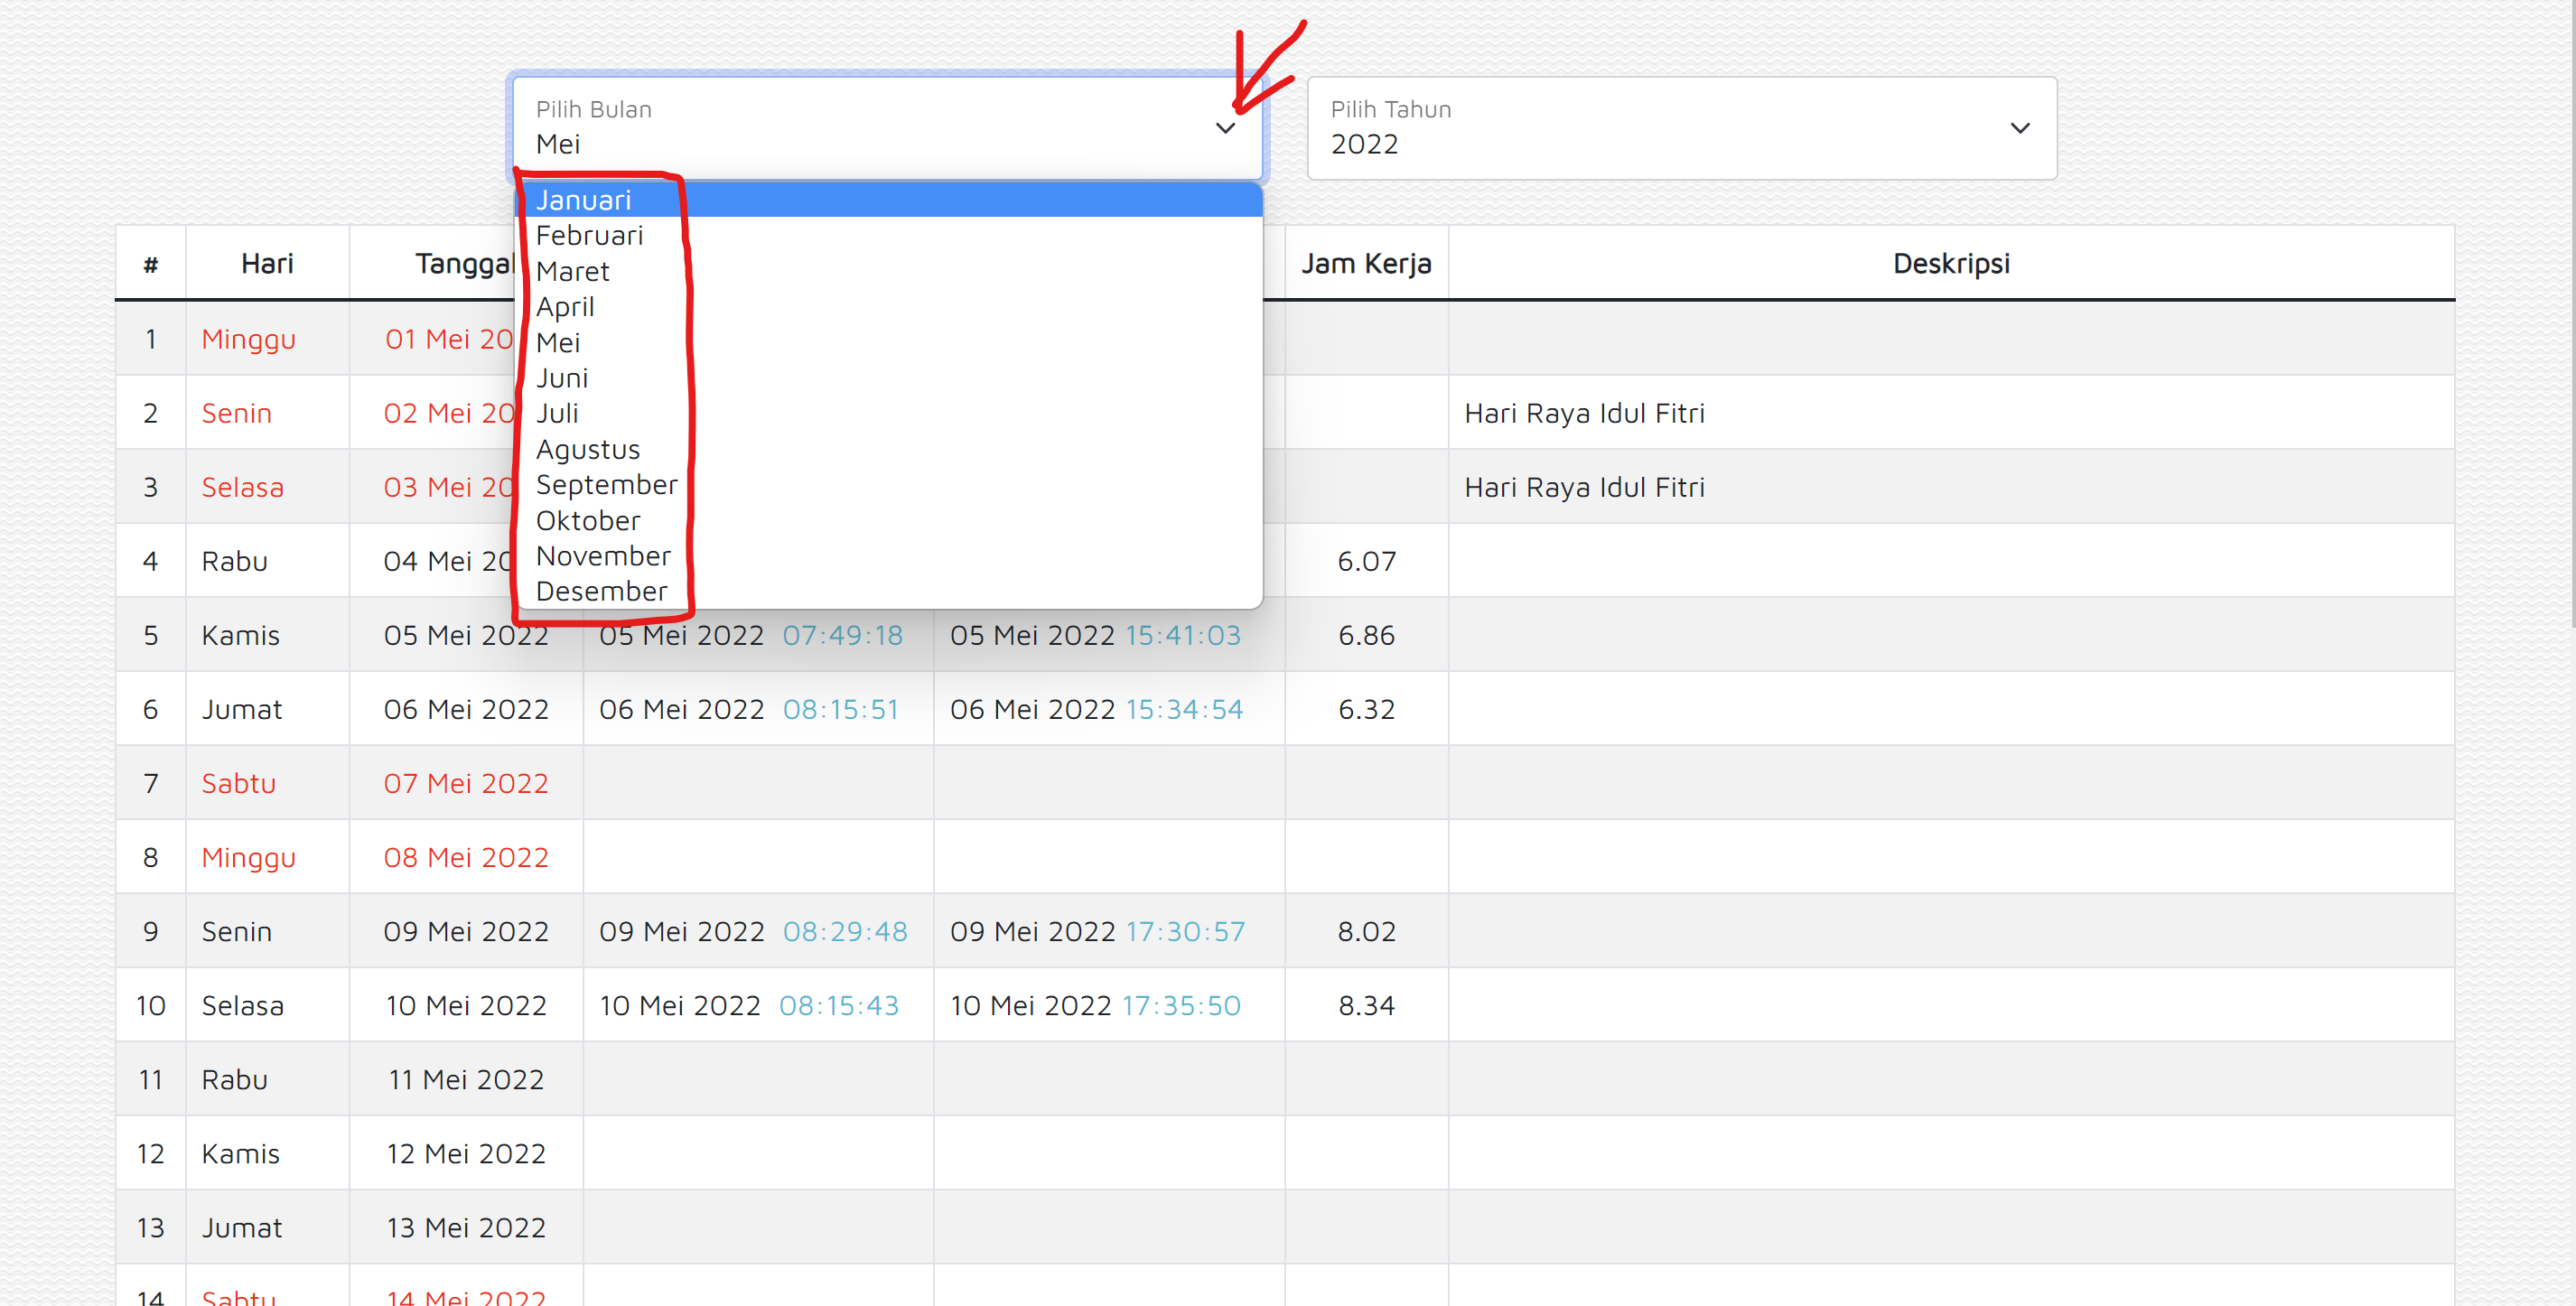 Pilih Bulan
Mei
Pilih Tahun
2022
Januari
Februari
Maret
April
Mei
Juni
Juli
Agustus
September
Oktober
November
Desember
# Hari Tanggal Jam Kerja Deskripsi
1 Minggu 01 Mei 20
2 Senin 02 Mei 20 Hari Raya Idul Fitri
3 Selasa 03 Mei 20 Hari Raya Idul Fitri
4 Rabu 04 Mei 20 6.07
5 Kamis 05 Mei 2022 05 Mei 2022 07:49:18 05 Mei 2022 15:41:03 6.86
6 Jumat 06 Mei 2022 06 Mei 2022 08:15:51 06 Mei 2022 15:34:54 6.32
7 Sabtu 07 Mei 2022
8 Minggu 08 Mei 2022
9 Senin 09 Mei 2022 09 Mei 2022 08:29:48 09 Mei 2022 17:30:57 8.02
10 Selasa 10 Mei 2022 10 Mei 2022 08:15:43 10 Mei 2022 17:35:50 8.34
11 Rabu 11 Mei 2022
12 Kamis 12 Mei 2022
13 Jumat 13 Mei 2022
14 Sabtu 14 Mei 2022